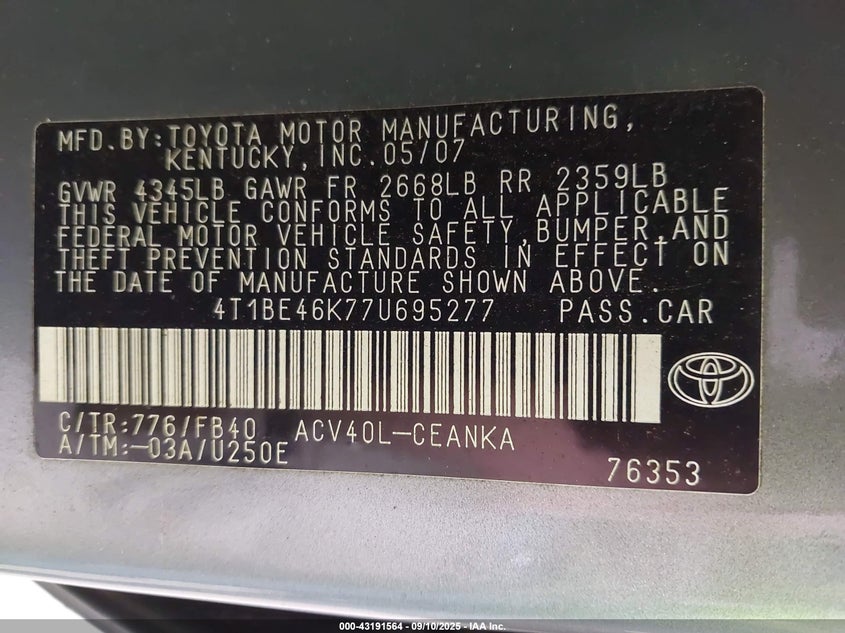 MFD.BY:TOYOTA MOTOR MANUFACTURING,
KENTUCKY,INC.05/07
GVWR 4345LB GAWR FR 2668LB RR 2359LB
THIS VEHICLE CONFORMS TO ALL APPLICABLE
FEDERAL MOTOR VEHICLE SAFETY,BUMPER,AND
THEFT PREVENTION STANDARDS IN EFFECT ON
THE DATE OF MANUFACTURE SHOWN ABOVE.
4T1BE46K77U695277 PASS.CAR
C/TR:776/FB40 ACV40L-CEANKA
A/TM:-03A/U250E
76353
000-43191564 - 09/10/2025 - IAA Inc.